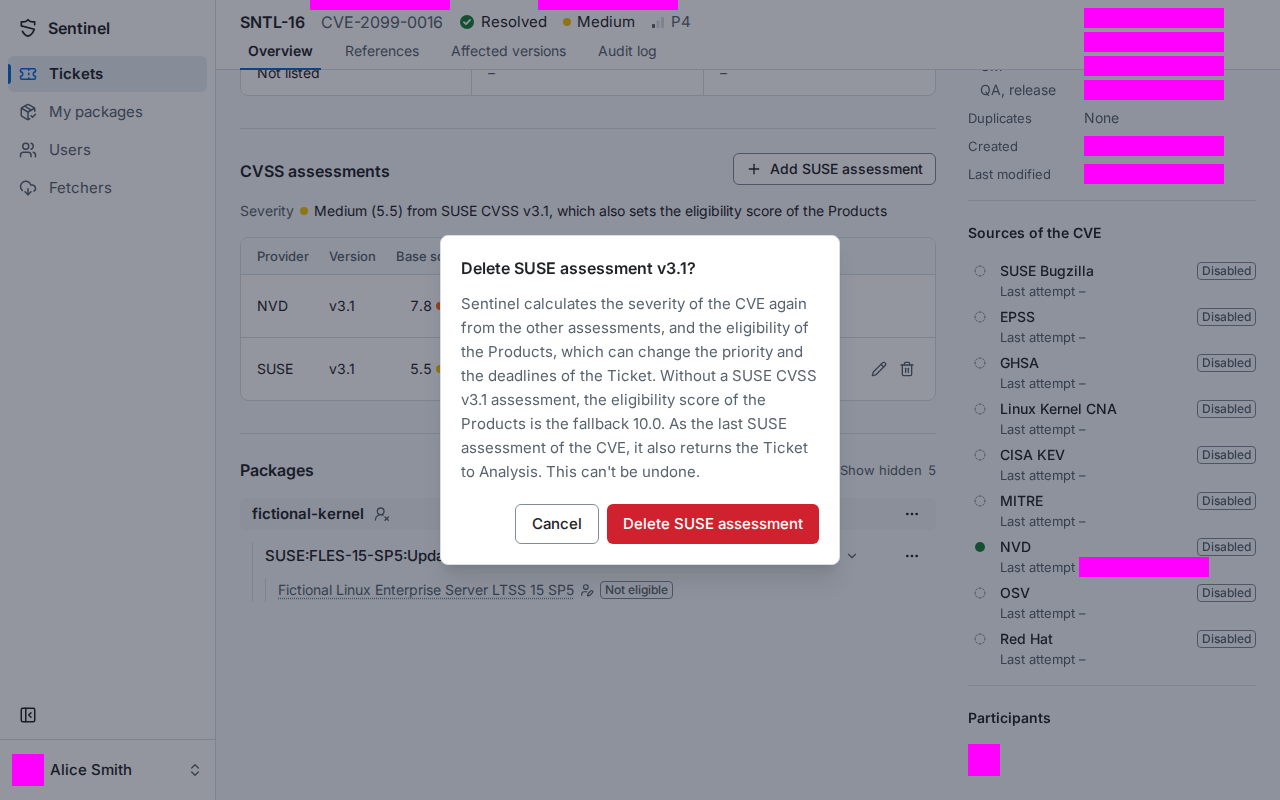 Sentinel
Tickets
My packages
Users
Fetchers
Alice Smith
SNTL-16 CVE-2099-0016 Resolved Medium P4
Overview References Affected versions Audit log
Not listed – –
CVSS assessments
Add SUSE assessment
Severity Medium (5.5) from SUSE CVSS v3.1, which also sets the eligibility score of the Products
Provider Version Base
NVD v3.1 7.8
SUSE v3.1 5.5
Packages
Show hidden 5
fictional-kernel
SUSE:FLES-15-SP5:Upda
Fictional Linux Enterprise Server LTSS 15 SP5 Not eligible
Delete SUSE assessment v3.1?
Sentinel calculates the severity of the CVE again
from the other assessments, and the eligibility of
the Products, which can change the priority and
the deadlines of the Ticket. Without a SUSE CVSS
v3.1 assessment, the eligibility score of the
Products is the fallback 10.0. As the last SUSE
assessment of the CVE, it also returns the Ticket
to Analysis. This can't be undone.
Cancel Delete SUSE assessment
QA, release
Duplicates None
Created
Last modified
Sources of the CVE
SUSE Bugzilla Disabled
Last attempt –
EPSS Disabled
Last attempt –
GHSA Disabled
Last attempt –
Linux Kernel CNA Disabled
Last attempt –
CISA KEV Disabled
Last attempt –
MITRE Disabled
Last attempt –
NVD Disabled
Last attempt
OSV Disabled
Last attempt –
Red Hat Disabled
Last attempt –
Participants